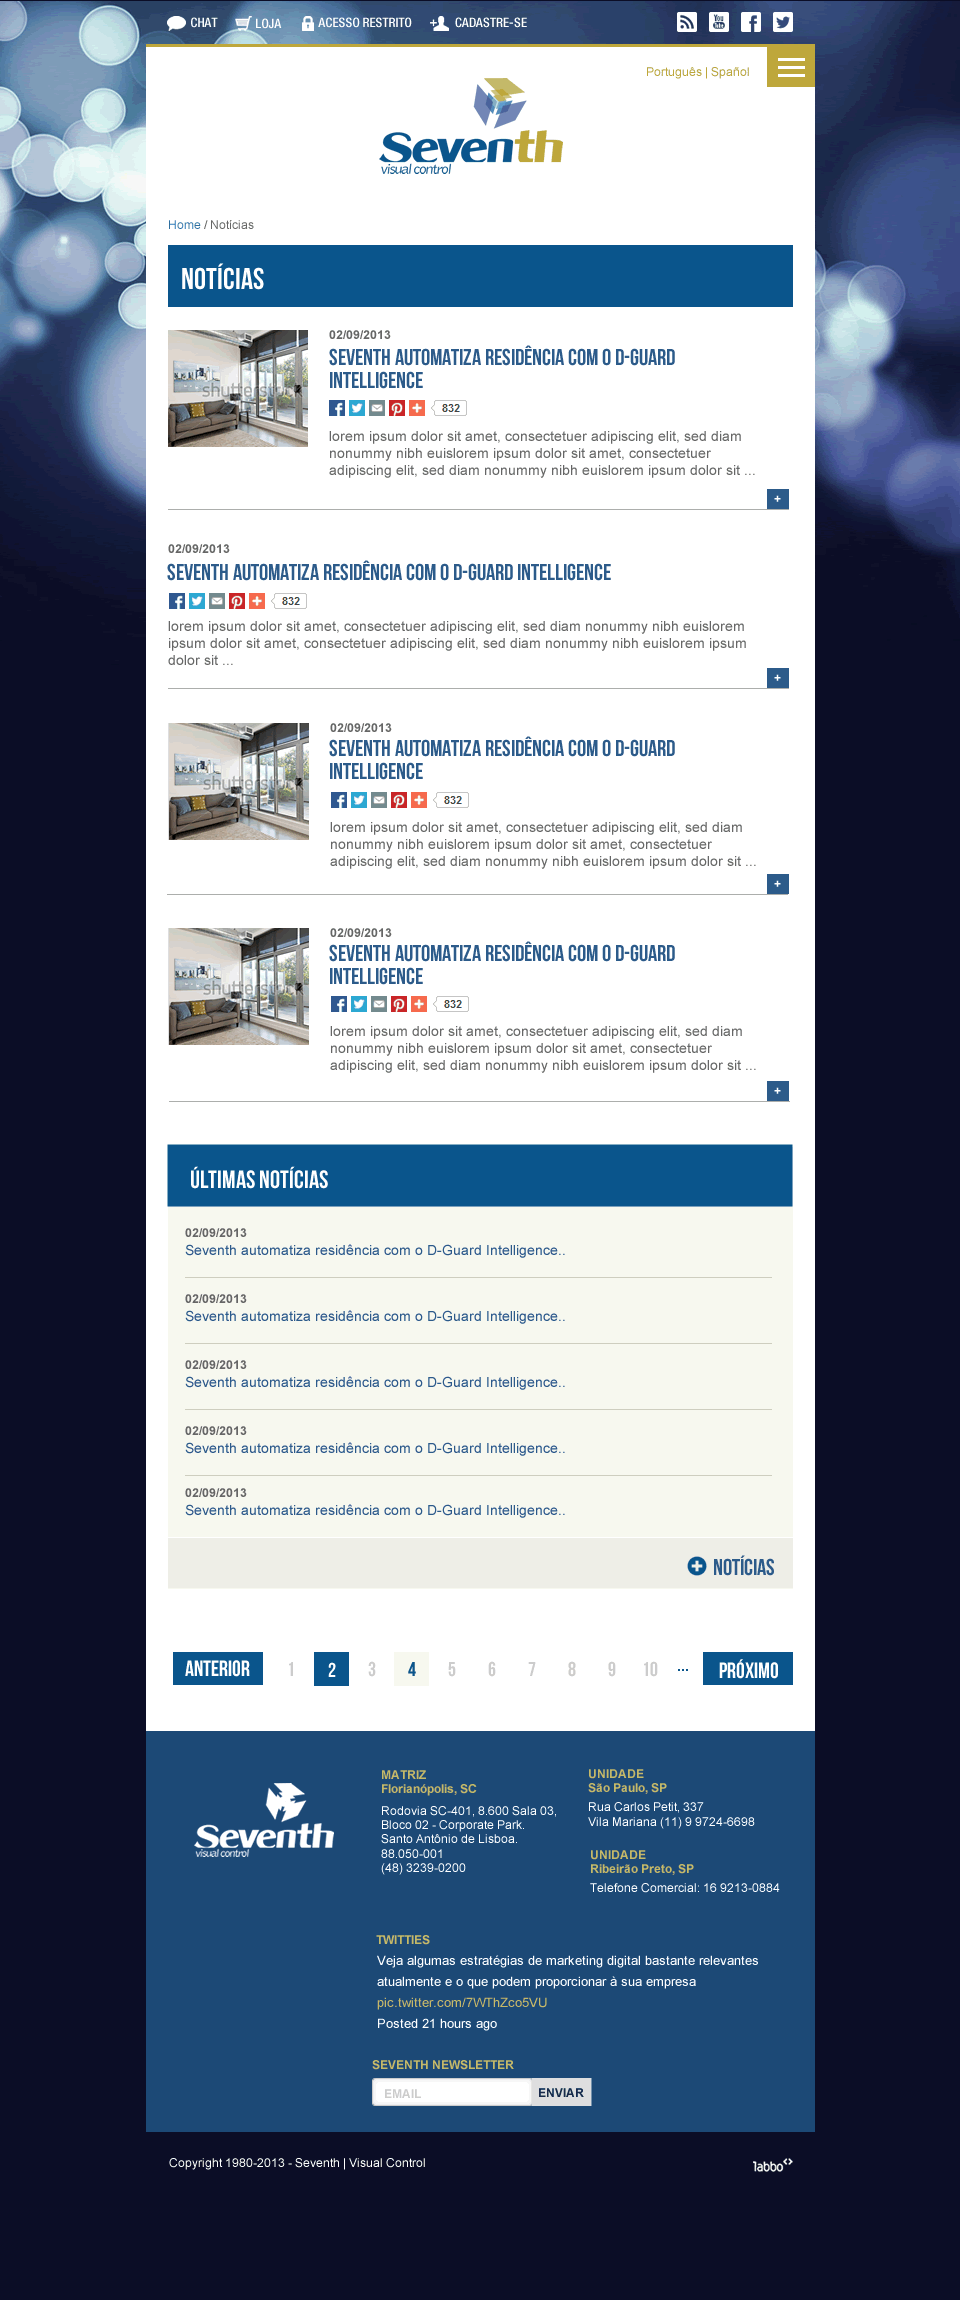 CHAT LOJA ACESSO RESTRITO CADASTRE-SE
Português | Spañol
Seventh
visual control
Home / Notícias
NOTÍCIAS
02/09/2013
SEVENTH AUTOMATIZA RESIDÊNCIA COM O D-GUARD
INTELLIGENCE
832
lorem ipsum dolor sit amet, consectetuer adipiscing elit, sed diam
nonummy nibh euislorem ipsum dolor sit amet, consectetuer
adipiscing elit, sed diam nonummy nibh euislorem ipsum dolor sit ...
shutterst
+
02/09/2013
SEVENTH AUTOMATIZA RESIDÊNCIA COM O D-GUARD INTELLIGENCE
832
lorem ipsum dolor sit amet, consectetuer adipiscing elit, sed diam nonummy nibh euislorem
ipsum dolor sit amet, consectetuer adipiscing elit, sed diam nonummy nibh euislorem ipsum
dolor sit ...
+
02/09/2013
SEVENTH AUTOMATIZA RESIDÊNCIA COM O D-GUARD
INTELLIGENCE
832
lorem ipsum dolor sit amet, consectetuer adipiscing elit, sed diam
nonummy nibh euislorem ipsum dolor sit amet, consectetuer
adipiscing elit, sed diam nonummy nibh euislorem ipsum dolor sit ...
shutterst
+
02/09/2013
SEVENTH AUTOMATIZA RESIDÊNCIA COM O D-GUARD
INTELLIGENCE
832
lorem ipsum dolor sit amet, consectetuer adipiscing elit, sed diam
nonummy nibh euislorem ipsum dolor sit amet, consectetuer
adipiscing elit, sed diam nonummy nibh euislorem ipsum dolor sit ...
shutterst
+
ÚLTIMAS NOTÍCIAS
02/09/2013
Seventh automatiza residência com o D-Guard Intelligence..
02/09/2013
Seventh automatiza residência com o D-Guard Intelligence..
02/09/2013
Seventh automatiza residência com o D-Guard Intelligence..
02/09/2013
Seventh automatiza residência com o D-Guard Intelligence..
02/09/2013
Seventh automatiza residência com o D-Guard Intelligence..
NOTÍCIAS
ANTERIOR 1 2 3 4 5 6 7 8 9 10 ... PRÓXIMO
Seventh
visual control
MATRIZ
Florianópolis, SC
Rodovia SC-401, 8.600 Sala 03,
Bloco 02 - Corporate Park.
Santo Antônio de Lisboa.
88.050-001
(48) 3239-0200
UNIDADE
São Paulo, SP
Rua Carlos Petit, 337
Vila Mariana (11) 9 9724-6698
UNIDADE
Ribeirão Preto, SP
Telefone Comercial: 16 9213-0884
TWITTIES
Veja algumas estratégias de marketing digital bastante relevantes
atualmente e o que podem proporcionar à sua empresa
pic.twitter.com/7WThZco5VU
Posted 21 hours ago
SEVENTH NEWSLETTER
EMAIL ENVIAR
Copyright 1980-2013 - Seventh | Visual Control
labbo<>